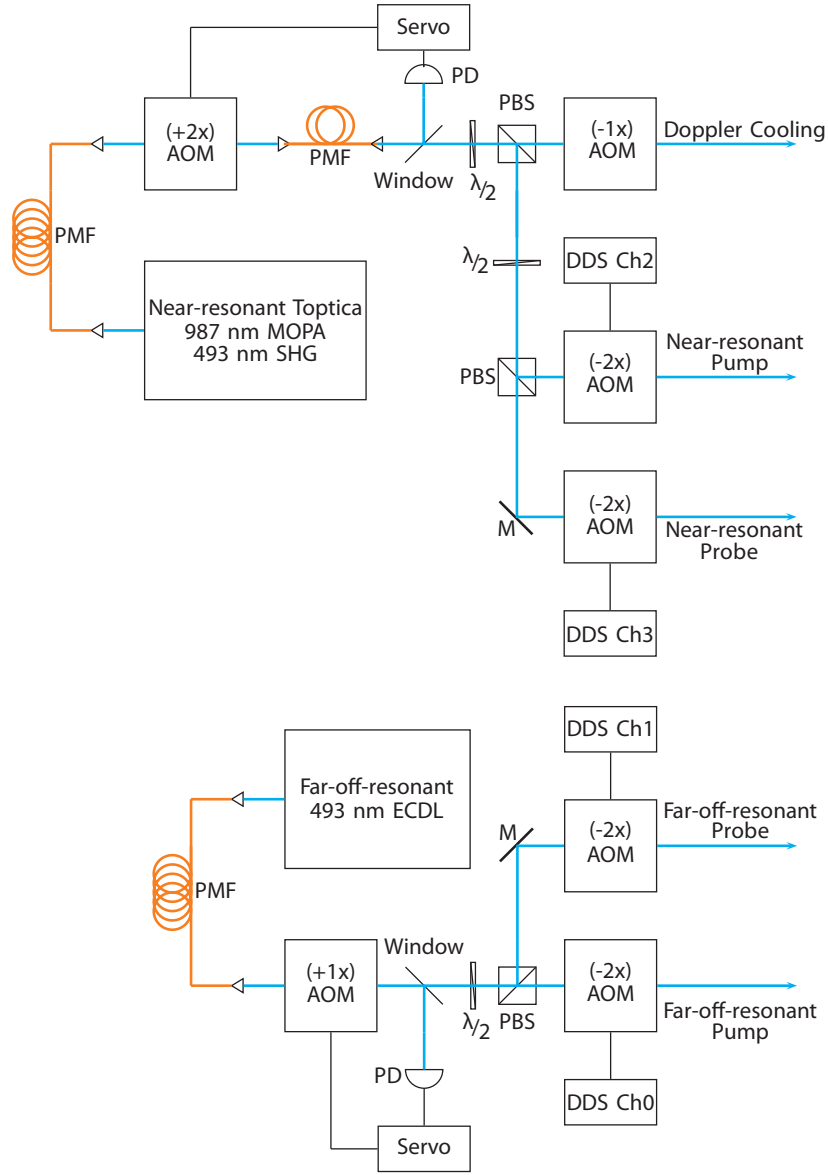 Servo
PD
PBS
(+2x)
AOM
PMF
Window
λ/2
(-1x)
AOM
Doppler Cooling
PMF
λ/2
DDS Ch2
Near-resonant Toptica
987 nm MOPA
493 nm SHG
PBS
(-2x)
AOM
Near-resonant
Pump
M
(-2x)
AOM
Near-resonant
Probe
DDS Ch3
DDS Ch1
Far-off-resonant
493 nm ECDL
M
(-2x)
AOM
Far-off-resonant
Probe
PMF
Window
(+1x)
AOM
λ/2
PBS
(-2x)
AOM
Far-off-resonant
Pump
PD
DDS Ch0
Servo